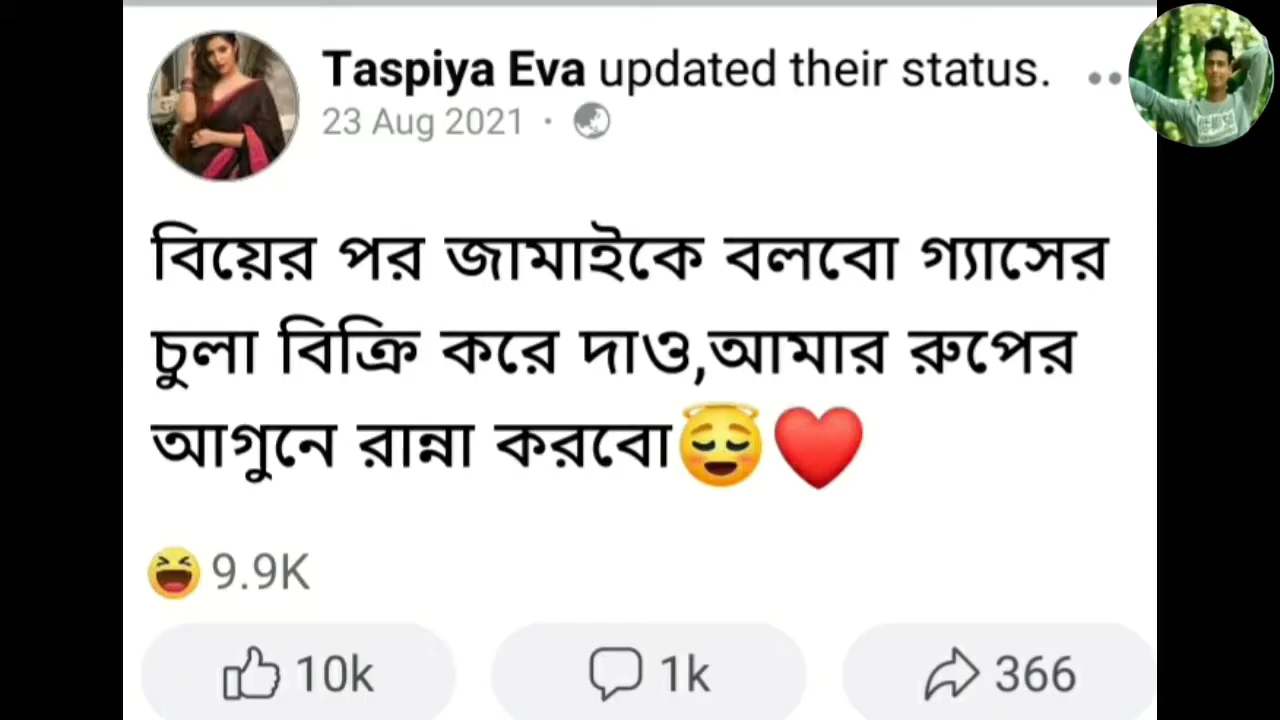 Taspiya Eva updated their status.
23 Aug 2021
বিয়ের পর জামাইকে বলবো গ্যাসের
চুলা বিক্রি করে দাও,আমার রুপের
আগুনে রান্না করবো😇❤️
😆 9.9K
10k 1k 366